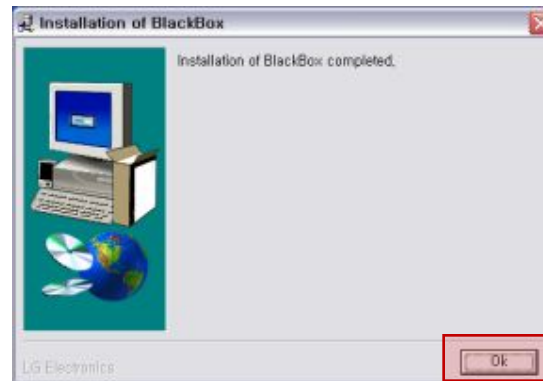 Installation of BlackBox
Installation of BlackBox completed.
LG Electronics
Ok